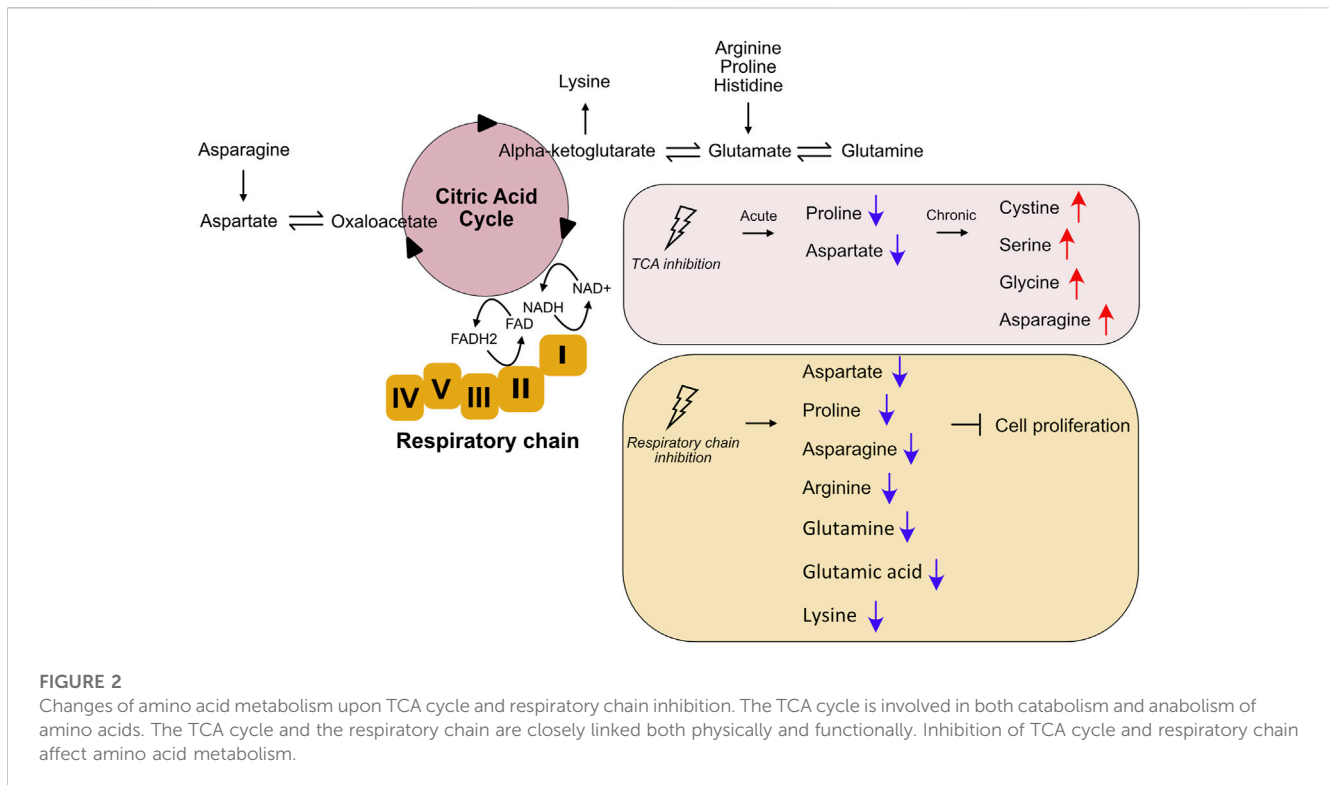 Arginine
Proline
Histidine
Lysine
Asparagine
Alpha-ketoglutarate
Glutamate
Glutamine
Citric Acid
Cycle
Aspartate
Oxaloacetate
NAD+
NADH
FAD
FADH2
I
II
III
V
IV
Respiratory chain
TCA inhibition
Acute
Proline
Aspartate
Chronic
Cystine
Serine
Glycine
Asparagine
Respiratory chain
inhibition
Aspartate
Proline
Asparagine
Arginine
Glutamine
Glutamic acid
Lysine
Cell proliferation
FIGURE 2
Changes of amino acid metabolism upon TCA cycle and respiratory chain inhibition. The TCA cycle is involved in both catabolism and anabolism of
amino acids. The TCA cycle and the respiratory chain are closely linked both physically and functionally. Inhibition of TCA cycle and respiratory chain
affect amino acid metabolism.